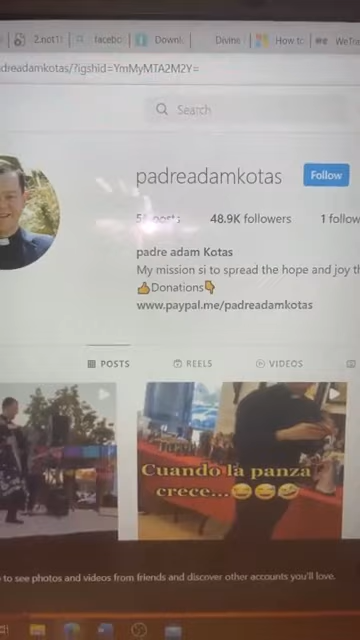 2.not1
facebo
Downl
Divine
How to
WeTra
dreadamkotas/?igshid=YmMyMTA2M2Y=
Search
padreadamkotas
Follow
posts
48.9K followers
1 follow
padre adam Kotas
My mission si to spread the hope and joy th
👍Donations👇
www.paypal.me/padreadamkotas
POSTS
REELS
VIDEOS
Cuando la panza
crece...😅😅🤣
to see photos and videos from friends and discover other accounts you'll love.